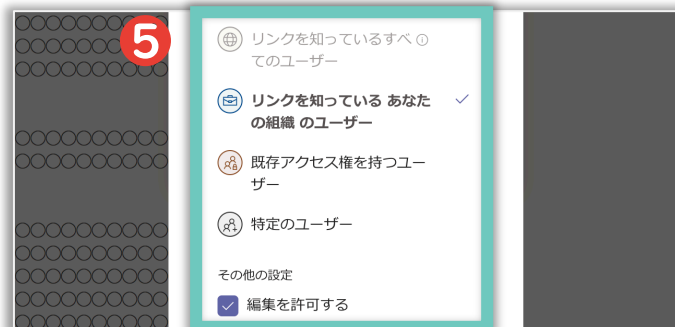 5
リンクを知っているすべ
てのユーザー
リンクを知っている あなた
の組織 のユーザー
既存アクセス権を持つユー
ザー
特定のユーザー
その他の設定
編集を許可する